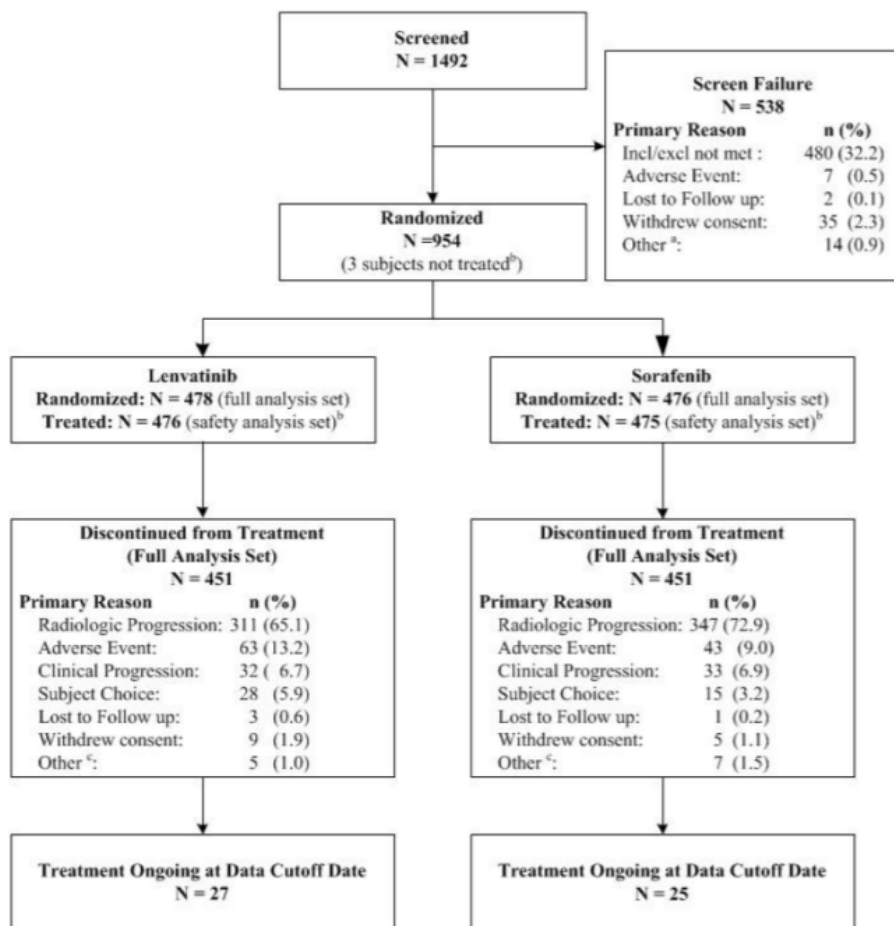 Screened
N = 1492
Screen Failure
N = 538
Primary Reason n (%)
Incl/excl not met : 480 (32.2)
Adverse Event: 7 (0.5)
Lost to Follow up: 2 (0.1)
Withdrew consent: 35 (2.3)
Other a: 14 (0.9)
Randomized
N =954
(3 subjects not treatedb)
Lenvatinib
Randomized: N = 478 (full analysis set)
Treated: N = 476 (safety analysis set)b
Sorafenib
Randomized: N = 476 (full analysis set)
Treated: N = 475 (safety analysis set)b
Discontinued from Treatment
(Full Analysis Set)
N = 451
Primary Reason n (%)
Radiologic Progression: 311 (65.1)
Adverse Event: 63 (13.2)
Clinical Progression: 32 ( 6.7)
Subject Choice: 28 (5.9)
Lost to Follow up: 3 (0.6)
Withdrew consent: 9 (1.9)
Other c: 5 (1.0)
Discontinued from Treatment
(Full Analysis Set)
N = 451
Primary Reason n (%)
Radiologic Progression: 347 (72.9)
Adverse Event: 43 (9.0)
Clinical Progression: 33 (6.9)
Subject Choice: 15 (3.2)
Lost to Follow up: 1 (0.2)
Withdrew consent: 5 (1.1)
Other c: 7 (1.5)
Treatment Ongoing at Data Cutoff Date
N = 27
Treatment Ongoing at Data Cutoff Date
N = 25